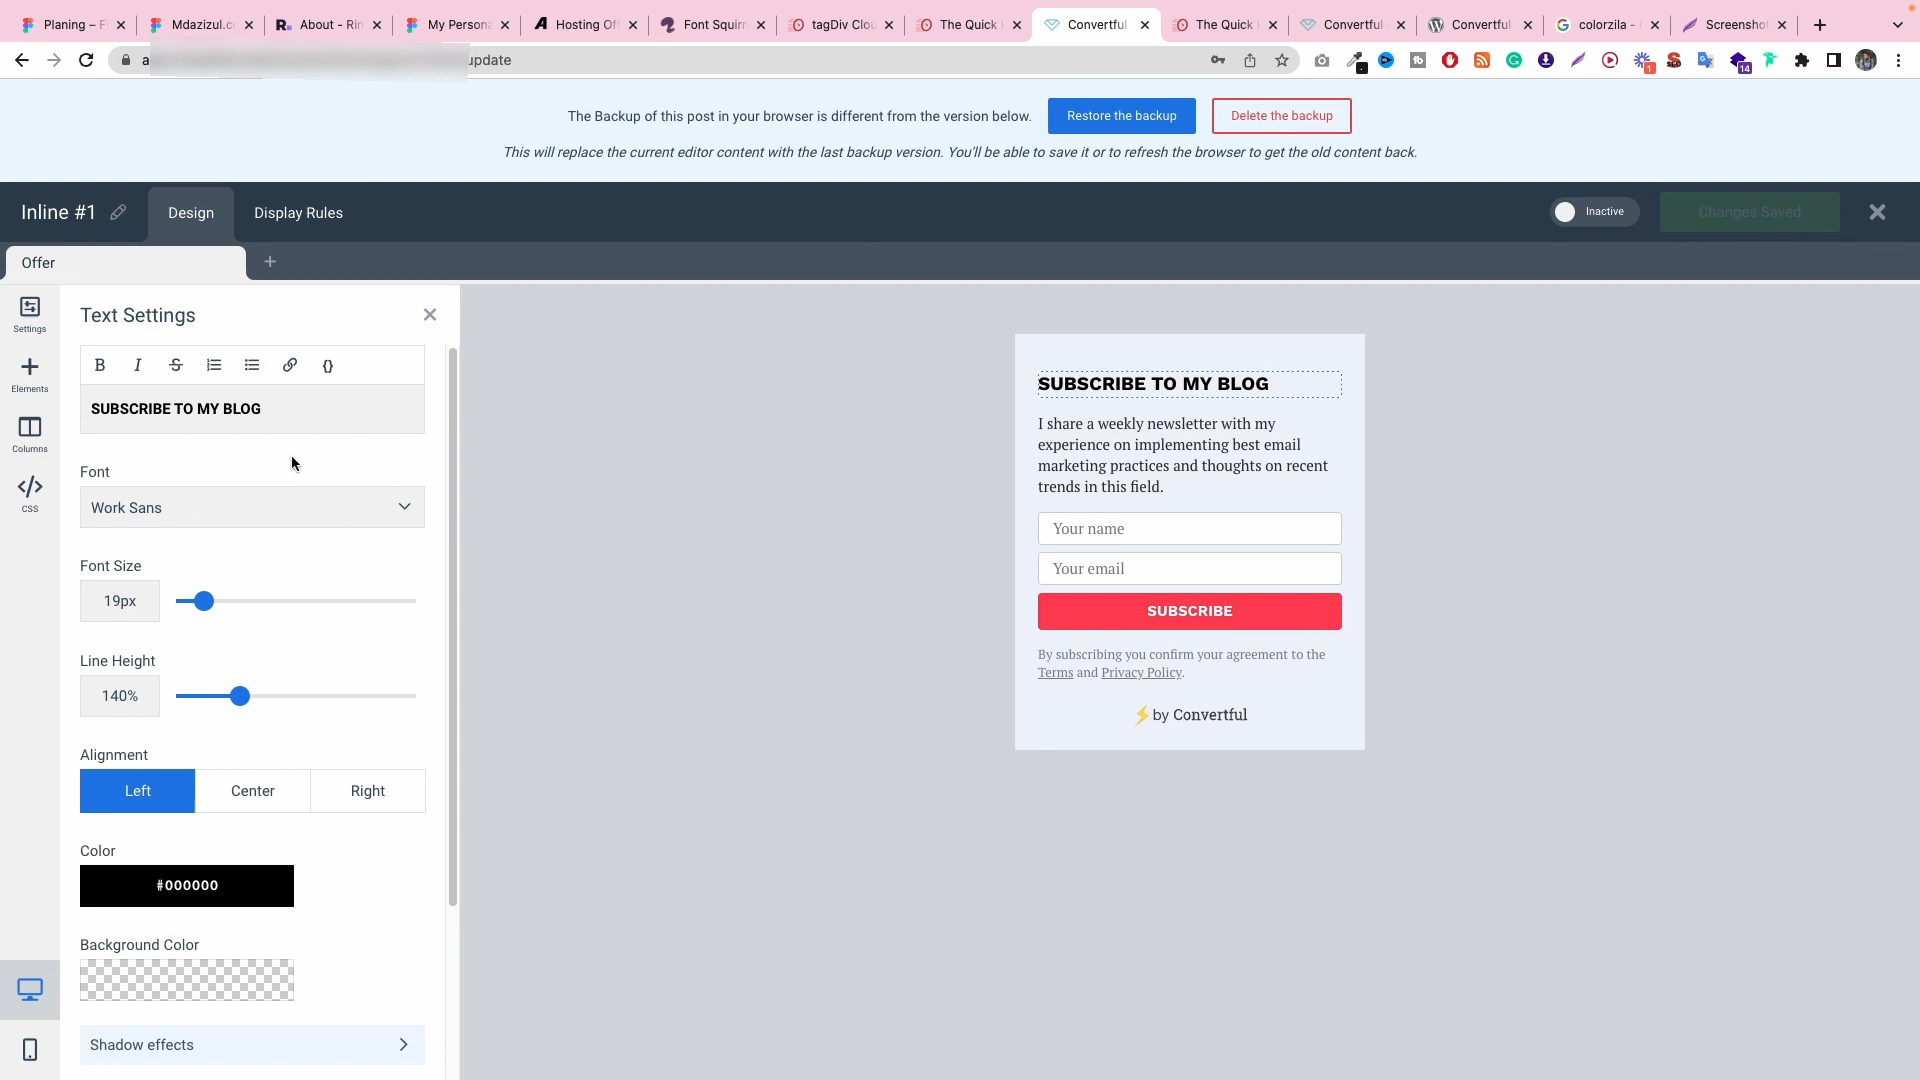 Planing – F
Mdazizul.c
About - Rin
My Persona
Hosting Of
Font Squirr
tagDiv Clou
The Quick
Convertful
The Quick
Convertful
Convertful
colorzila -
Screensho
update
1
14
The Backup of this post in your browser is different from the version below.
Restore the backup
Delete the backup
This will replace the current editor content with the last backup version. You'll be able to save it or to refresh the browser to get the old content back.
Inline #1
Design
Display Rules
Inactive
Changes Saved
Offer
Settings
Elements
Columns
CSS
Text Settings
SUBSCRIBE TO MY BLOG
Font
Work Sans
Font Size
19px
Line Height
140%
Alignment
Left
Center
Right
Color
#000000
Background Color
Shadow effects
SUBSCRIBE TO MY BLOG
I share a weekly newsletter with my
experience on implementing best email
marketing practices and thoughts on recent
trends in this field.
Your name
Your email
SUBSCRIBE
By subscribing you confirm your agreement to the
Terms and Privacy Policy.
by Convertful